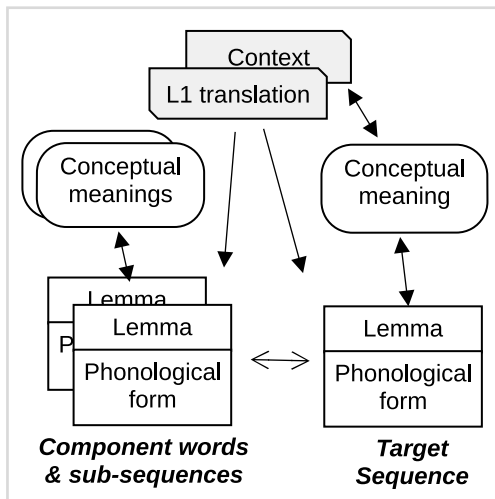 Context
L1 translation
Conceptual
meanings
Conceptual
meaning
Lemma
P
Lemma
Phonological
form
Lemma
Phonological
form
Component words
& sub-sequences
Target
Sequence